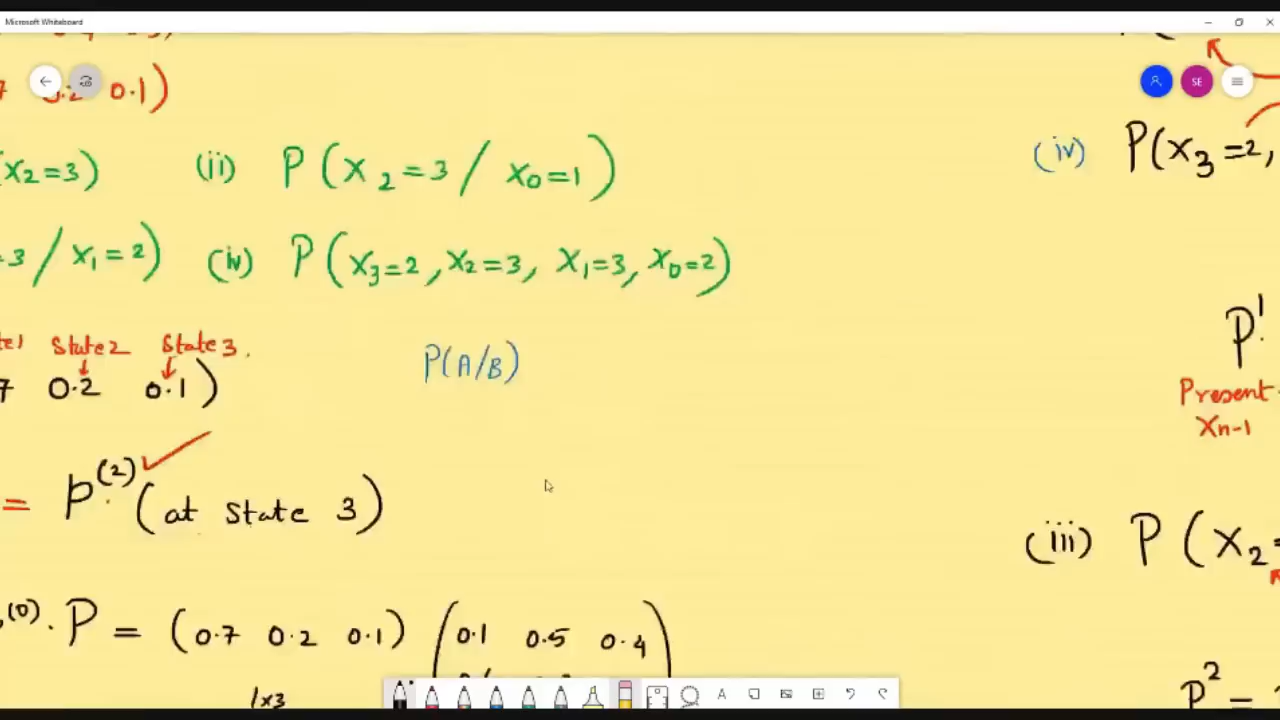 Microsoft Whiteboard
0.1)
SE
X₂=3) (ii) P(X₂=3 / X₀=1)
(iv) P(X₃=2,
=3 / X₁=2) (iv) P(X₃=2, X₂=3, X₁=3, X₀=2)
State2 State3.
0.2 0.1) P(A/B)
P¹
Present
Xn-1
= p⁽²⁾ (at state 3)
(iii) P(X₂=
(0). P = (0.7 0.2 0.1) (0.1 0.5 0.4
1x3
P² =